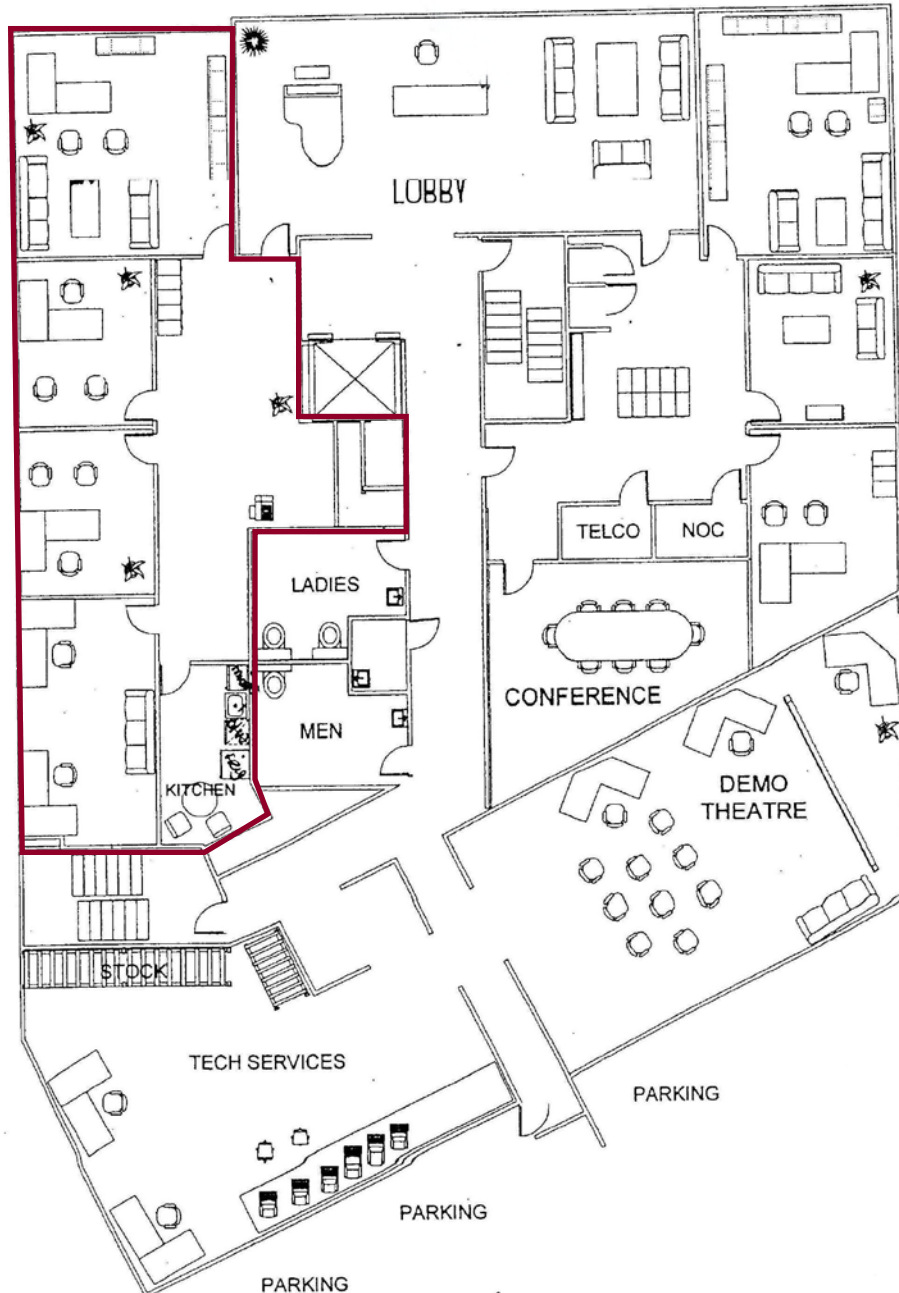 LOBBY
TELCO
NOC
LADIES
CONFERENCE
MEN
DEMO
THEATRE
KITCHEN
STOCK
TECH SERVICES
PARKING
PARKING
PARKING